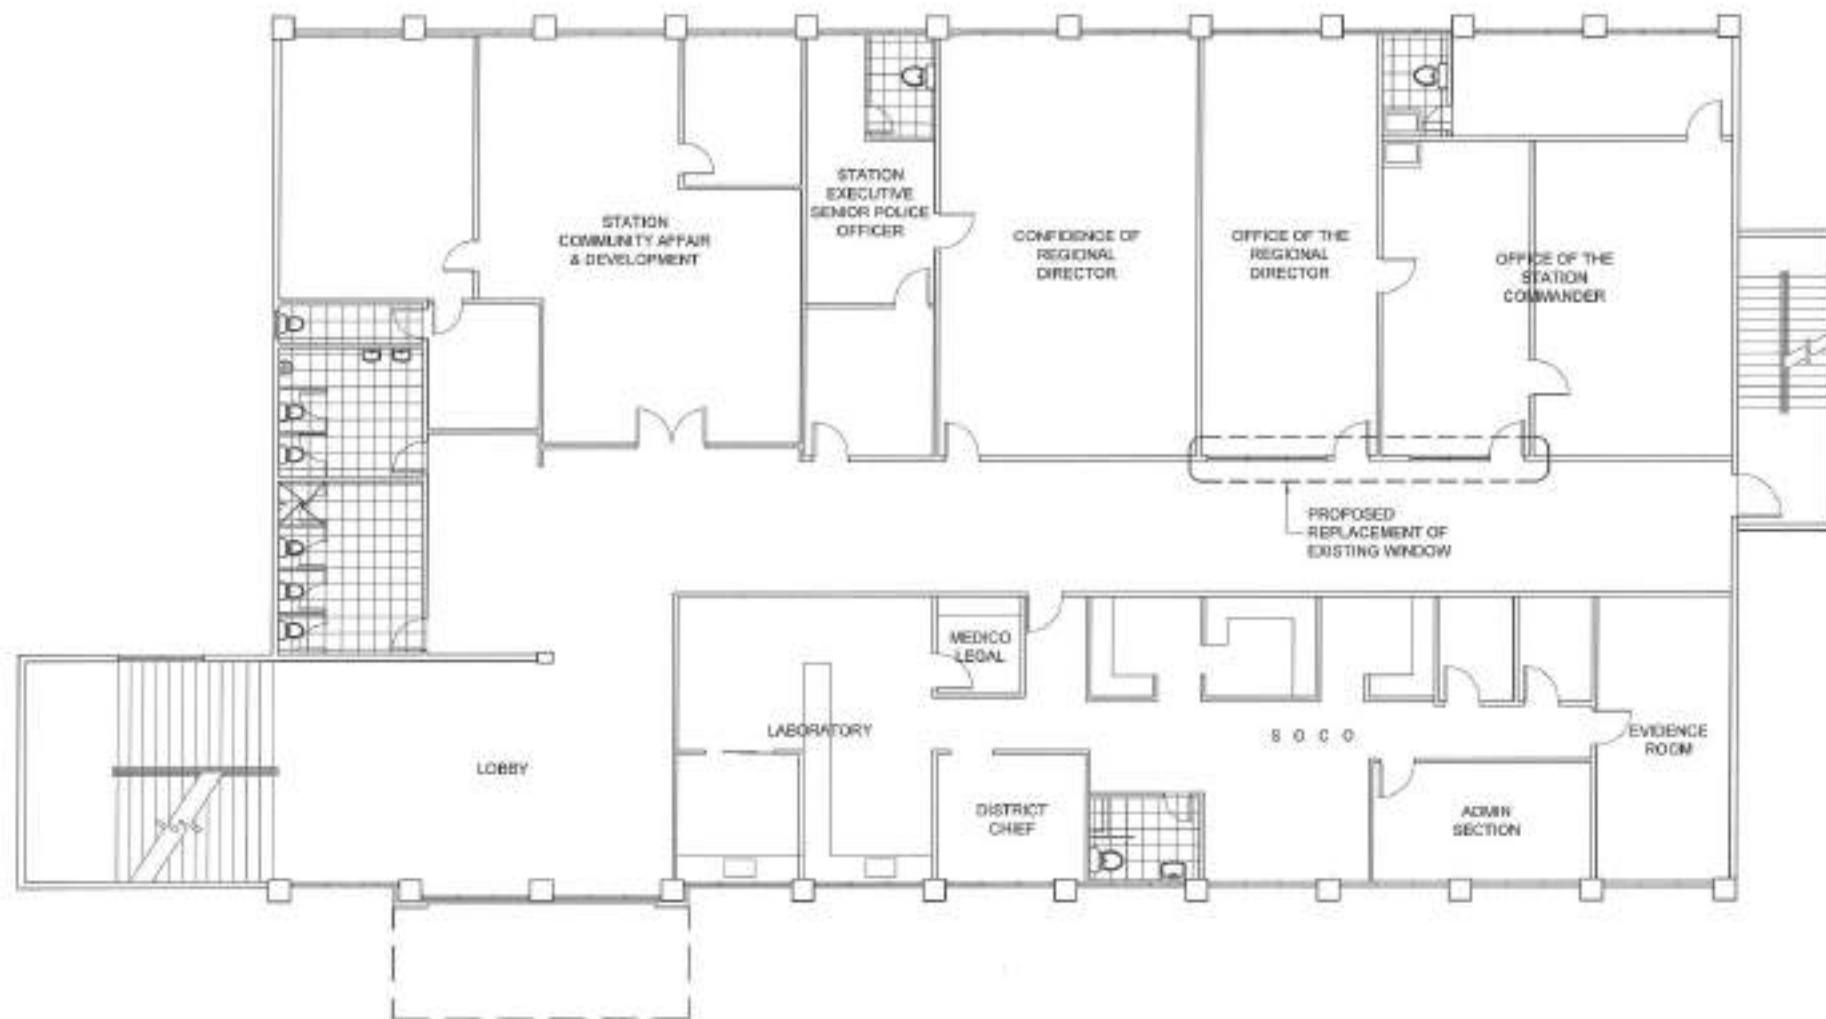 STATION
COMMUNITY AFFAIR
& DEVELOPMENT
STATION
EXECUTIVE
SENIOR POLICE
OFFICER
CONFIDENCE OF
REGIONAL
DIRECTOR
OFFICE OF THE
REGIONAL
DIRECTOR
OFFICE OF THE
STATION
COMMANDER
PROPOSED
REPLACEMENT OF
EXISTING WINDOW
MEDICO
LEGAL
LABORATORY
LOBBY
DISTRICT
CHIEF
S O C O
ADMIN
SECTION
EVIDENCE
ROOM